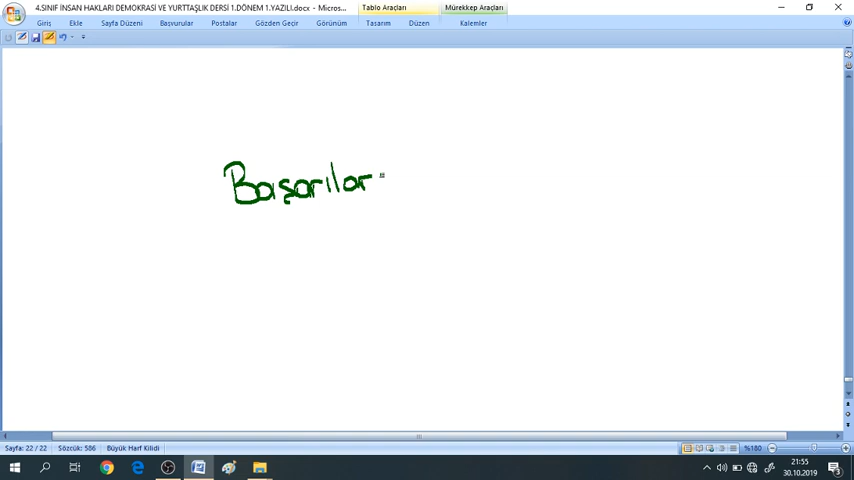 4.SINIF İNSAN HAKLARI DEMOKRASİ VE YURTTAŞLIK DERSİ 1.DÖNEM 1.YAZILI.docx - Micros...
Tablo Araçları
Mürekkep Araçları
Giriş
Ekle
Sayfa Düzeni
Başvurular
Postalar
Gözden Geçir
Görünüm
Tasarım
Düzen
Kalemler
Başarılar
Sayfa: 22 / 22
Sözcük: 586
Büyük Harf Kilidi
%180
21:55
30.10.2019
3